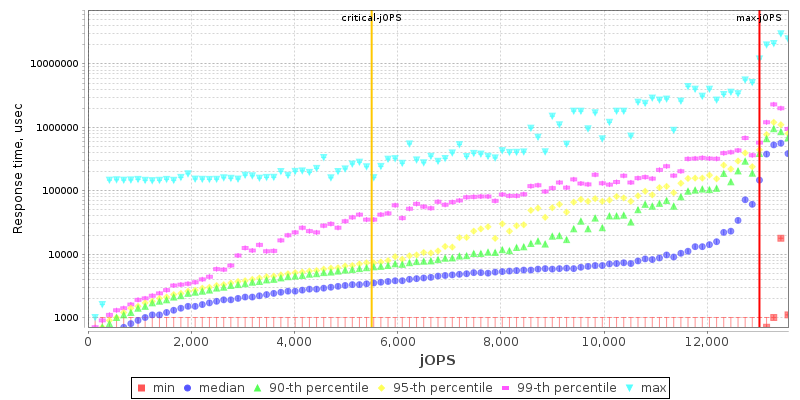 critical-jOPS max-jOPS
10000000
1000000
100000
10000
1000
Response time, usec
0 2,000 4,000 6,000 8,000 10,000 12,000
jOPS
min median 90-th percentile 95-th percentile 99-th percentile max